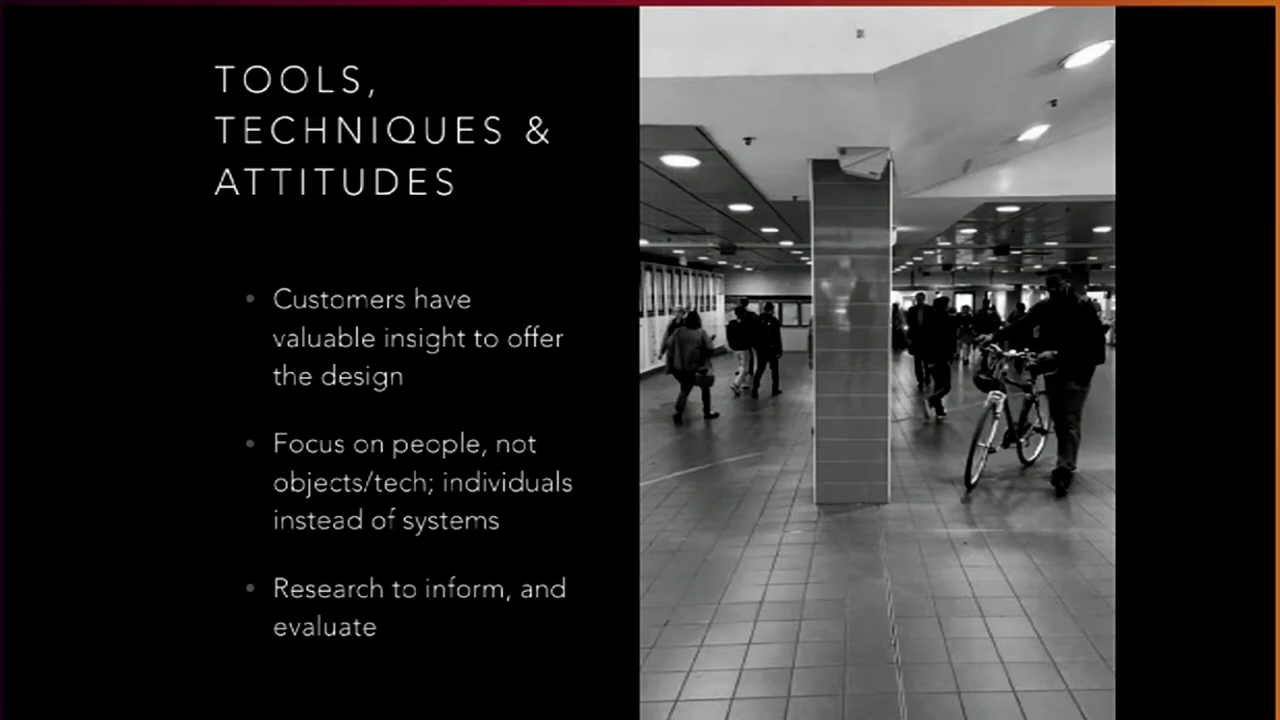 TOOLS,
TECHNIQUES &
ATTITUDES
• Customers have
valuable insight to offer
the design
• Focus on people, not
objects/tech; individuals
instead of systems
• Research to inform, and
evaluate